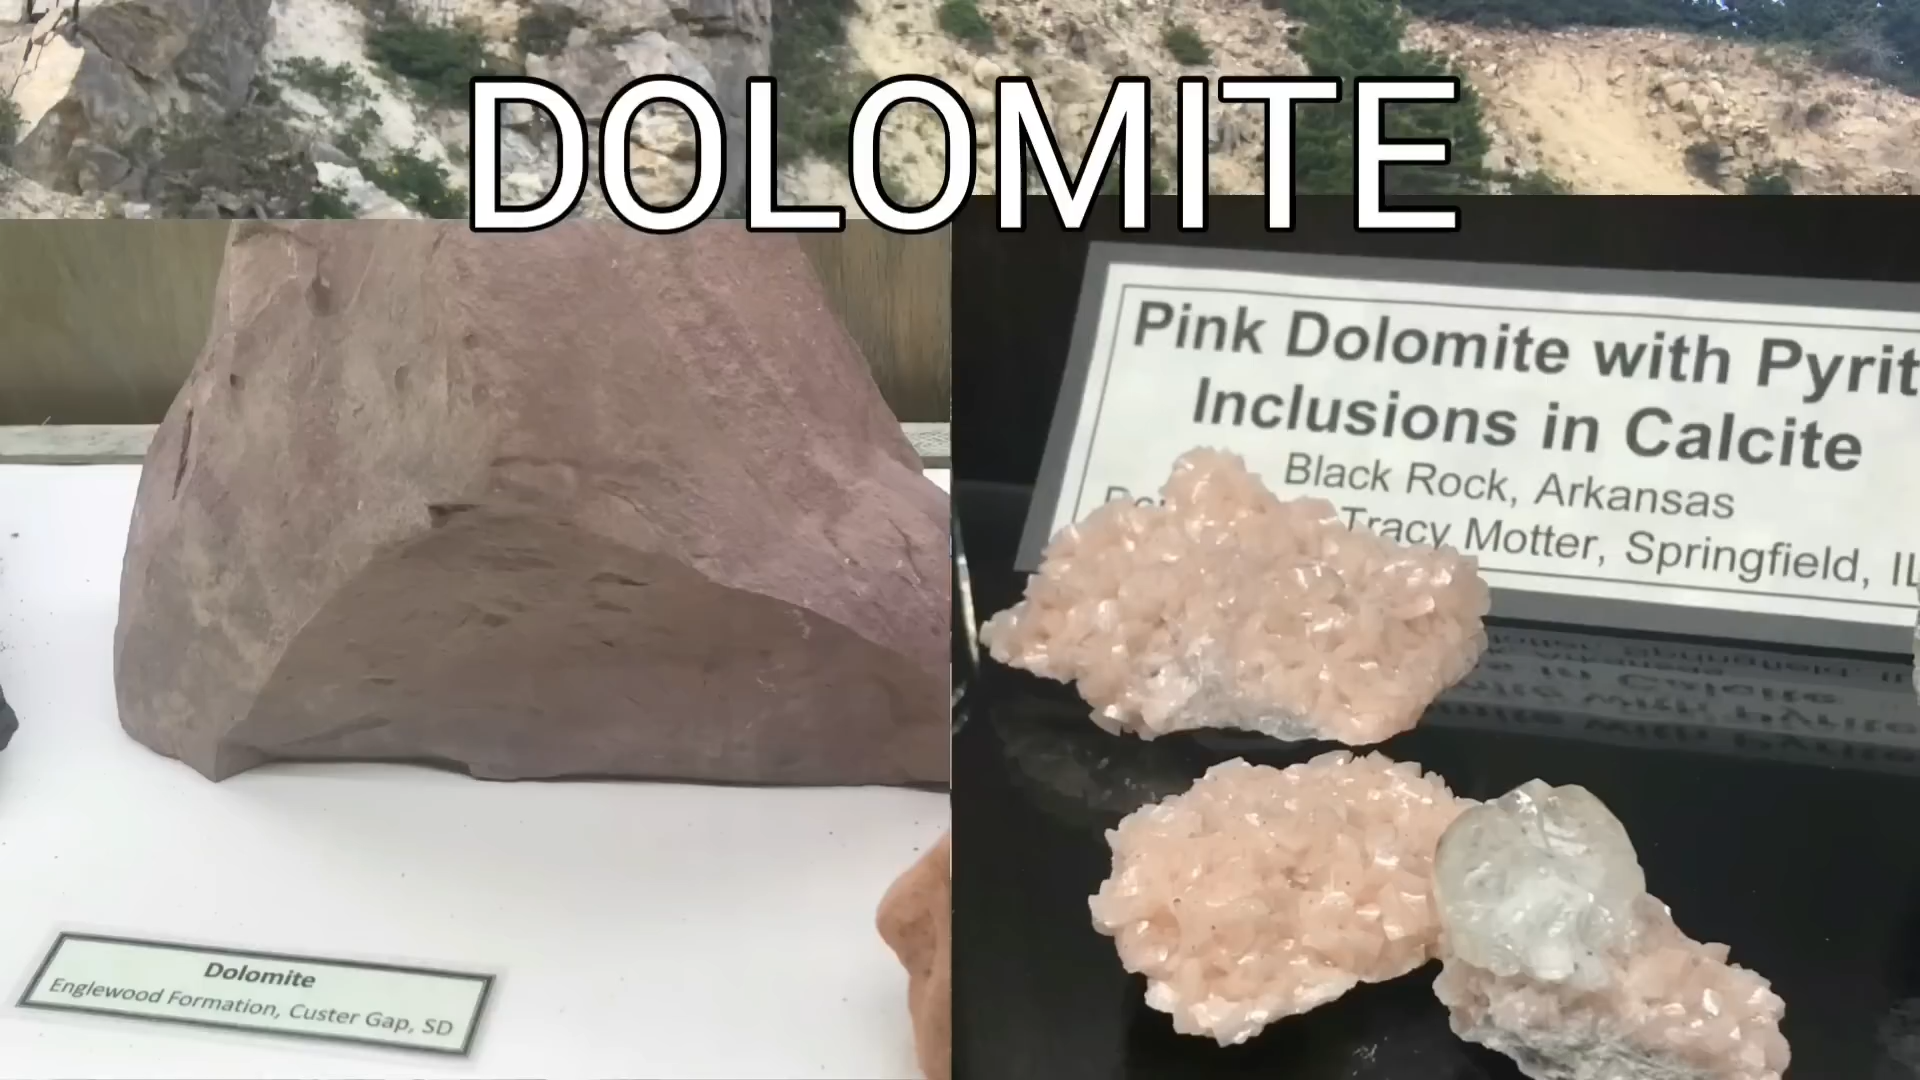 DOLOMITE
Pink Dolomite with Pyrit
Inclusions in Calcite
Black Rock, Arkansas
Tracy Motter, Springfield, IL
Dolomite
Englewood Formation, Custer Gap, SD